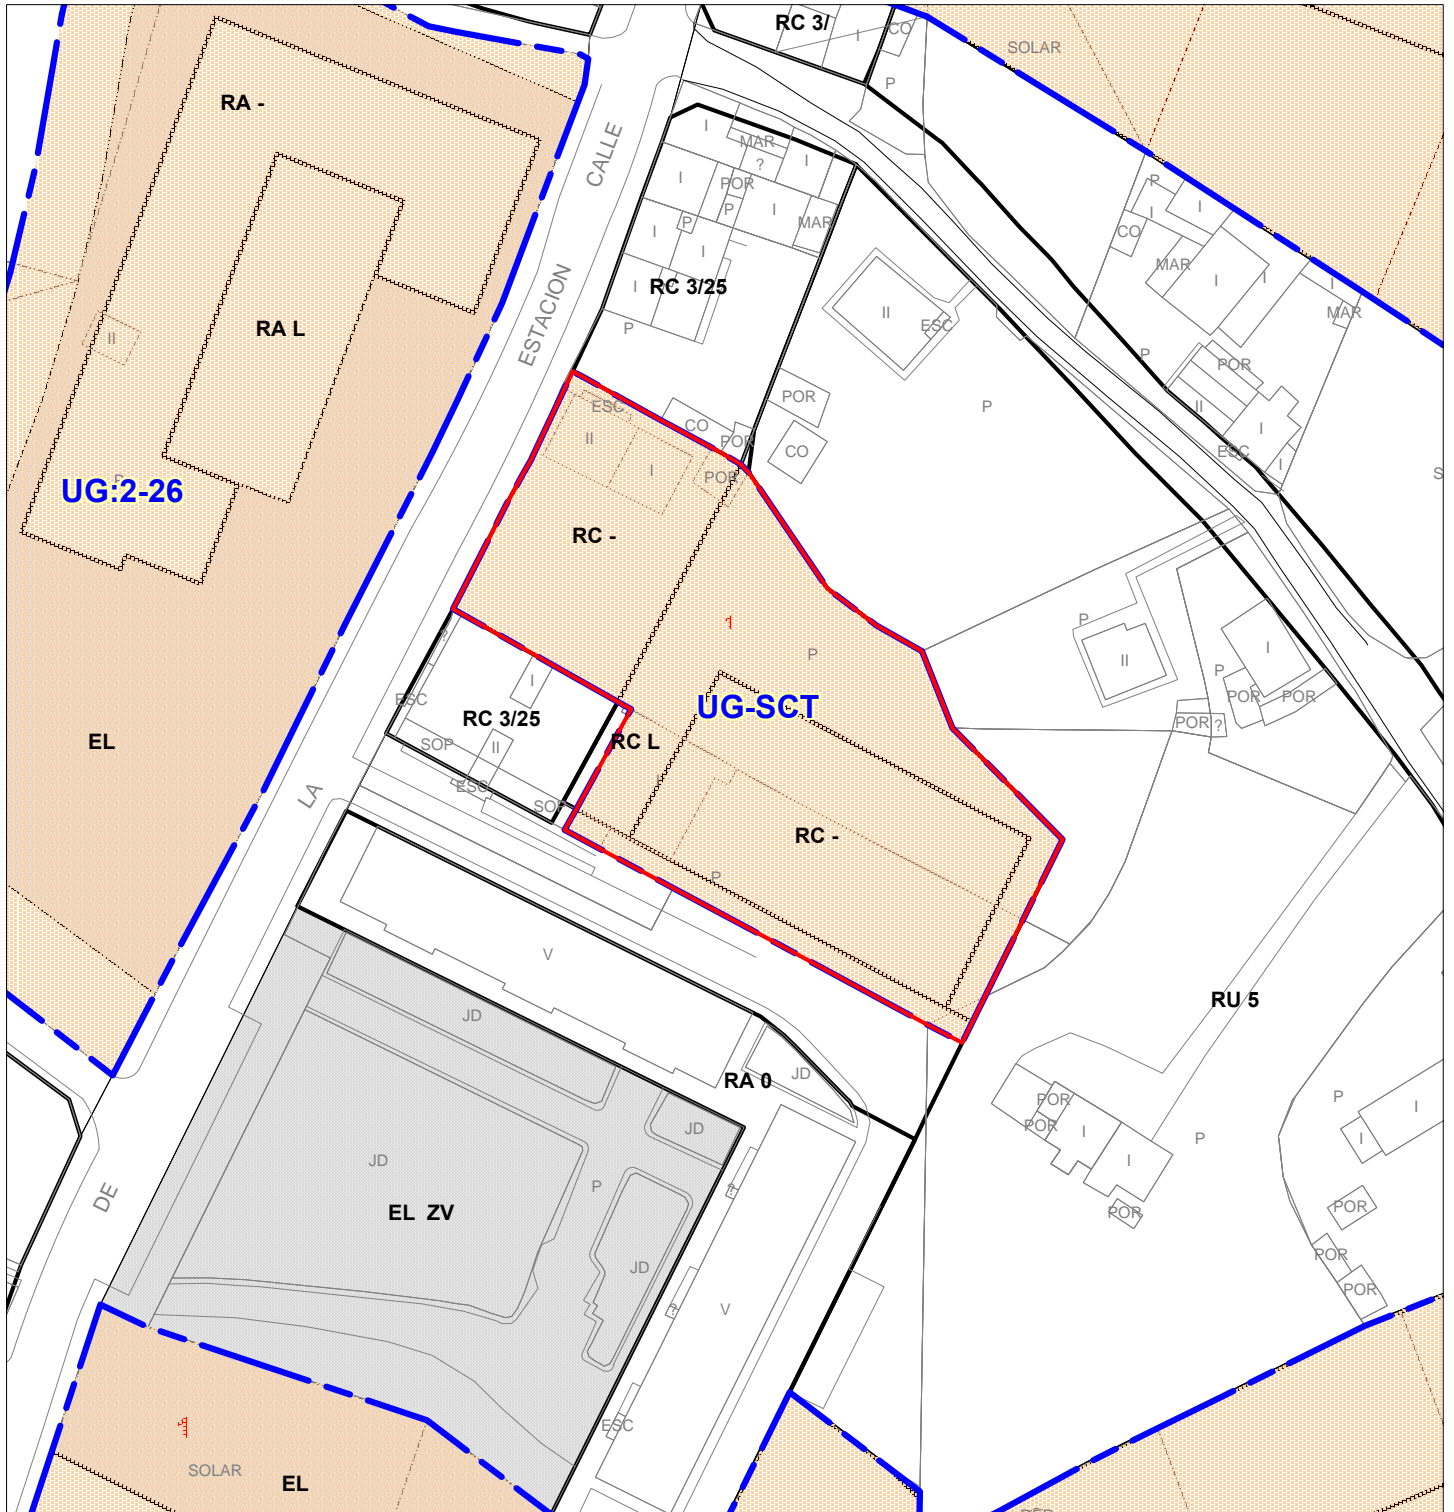 RC 3/
I
CO
SOLAR
P
RA -
CALLE
I
MAR
?
I
I
POR
P
P
I
MAR
I
I
P
I
I
CO
MAR
I
I
I
MAR
ESTACION
I
RC 3/25
P
II
ESC
RA L
II
P
POR
II
I
ESC
I
P
POR
CO
ESC
CO
POR
POR
II
I
P
UG:2-26
RC -
P
P
II
I
P
POR
POR
POR
?
I
ESC
RC 3/25
II
SOP
ESC
SOP
UG-SCT
RC L
I
EL
LA
RC -
P
V
RU 5
JD
RA 0
JD
JD
JD
P
POR
POR
I
I
POR
P
P
I
I
POR
POR
POR
DE
EL ZV
?
JD
?
V
ESC
SOLAR
EL